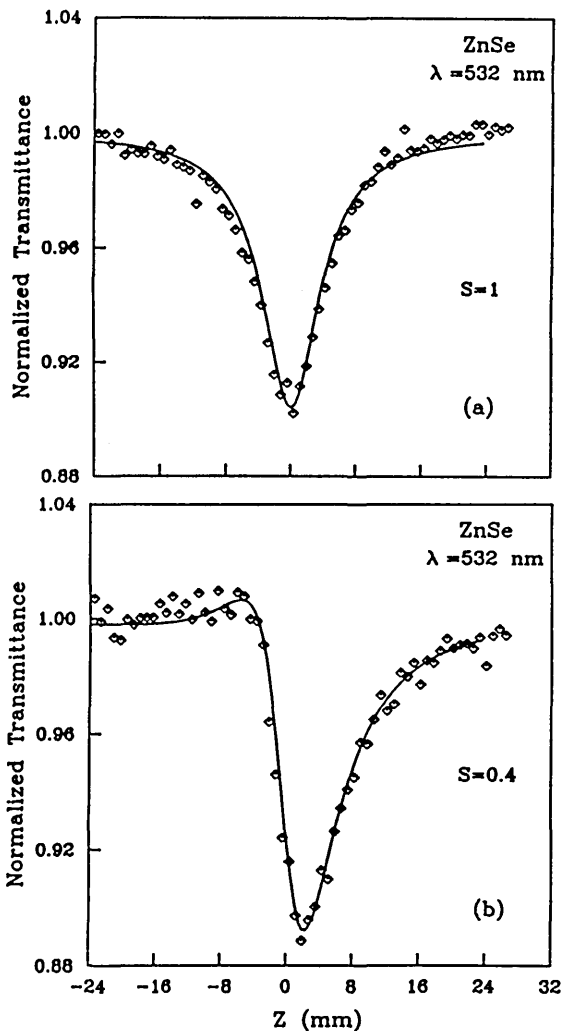 1.04
ZnSe
λ =532 nm
1.00
0.96
S=1
0.92
(a)
0.88
Normalized Transmittance
1.04
ZnSe
λ =532 nm
1.00
0.96
S=0.4
0.92
(b)
0.88
Normalized Transmittance
-24 -16 -8 0 8 16 24 32
Z (mm)